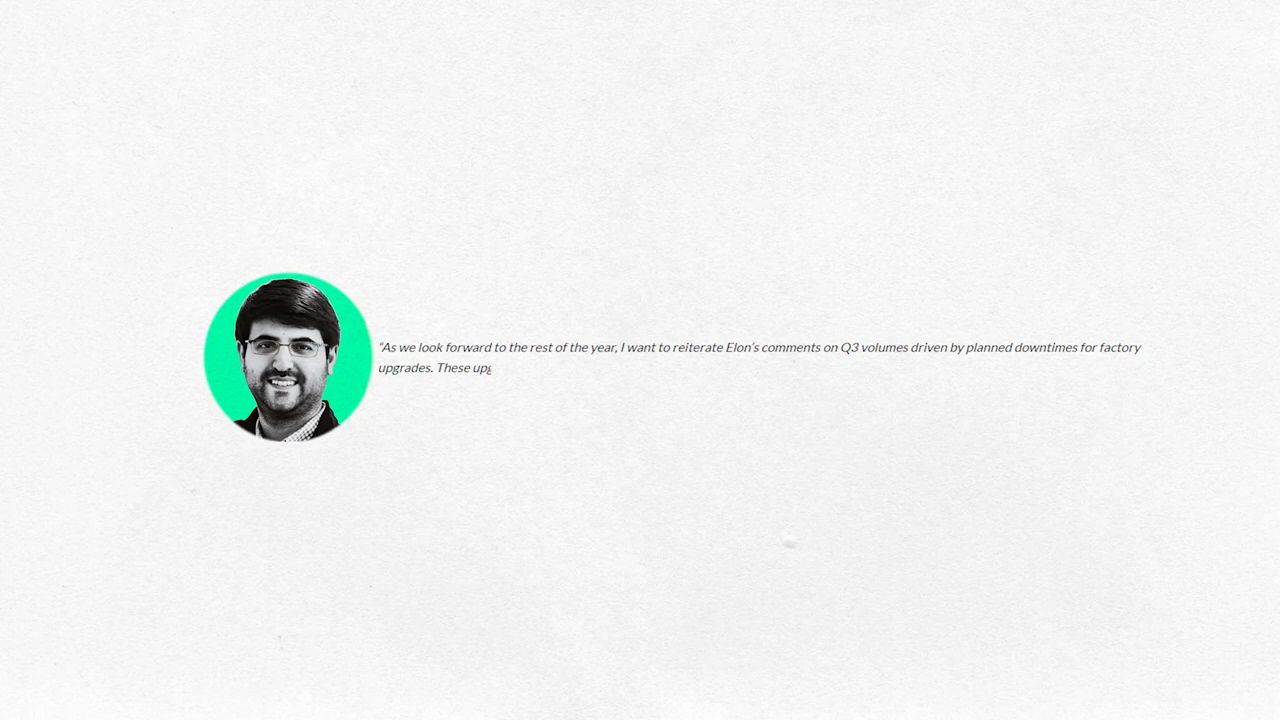 “As we look forward to the rest of the year, I want to reiterate Elon’s comments on Q3 volumes driven by planned downtimes for factory
upgrades. These upg